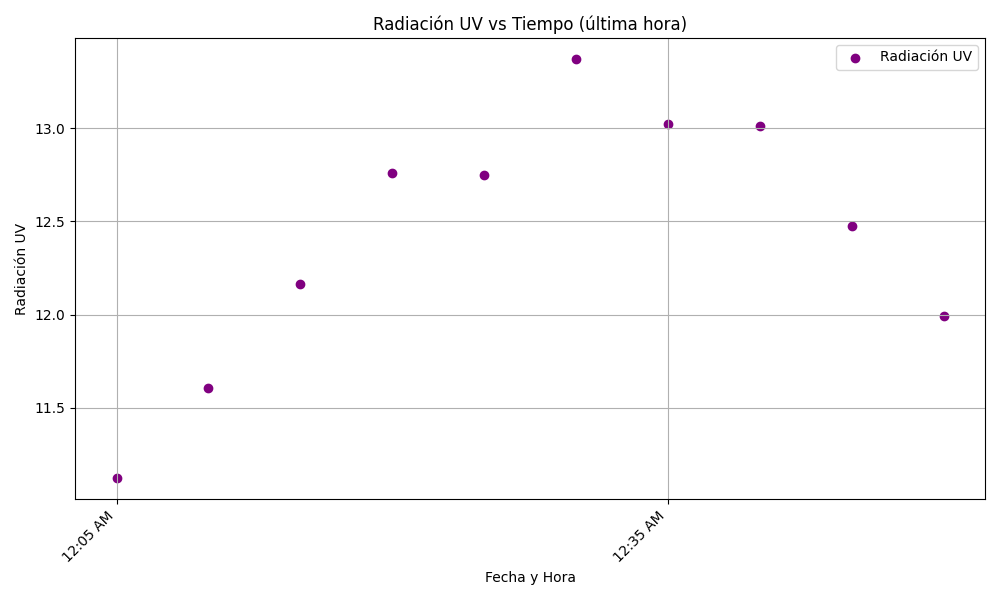 Radiación UV vs Tiempo (última hora)
Radiación UV
13.0
12.5
12.0
11.5
Radiación UV
12:05 AM
12:35 AM
Fecha y Hora